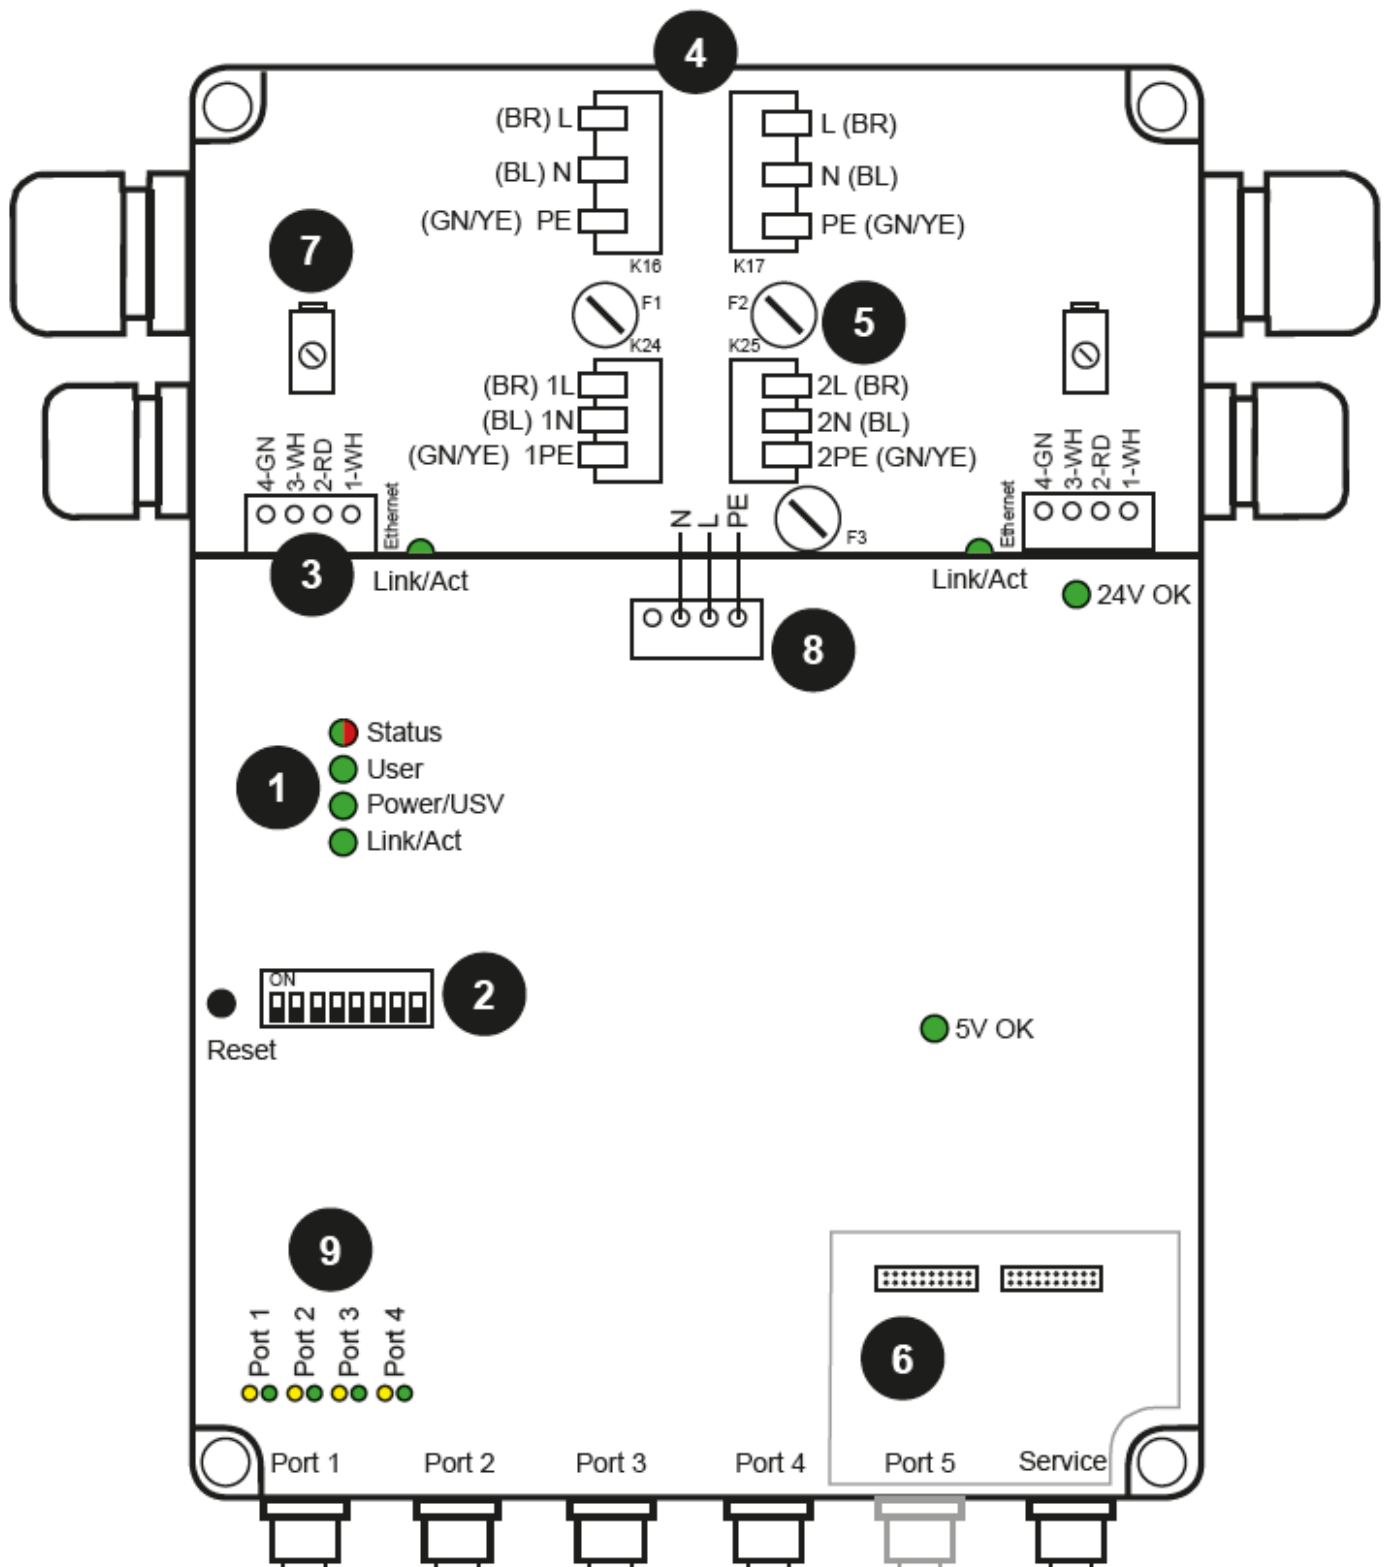 4
(BR) L
L (BR)
(BL) N
N (BL)
(GN/YE) PE
PE (GN/YE)
K16
K17
7
F1
F2
5
K24
K25
(BR) 1L
2L (BR)
(BL) 1N
2N (BL)
(GN/YE) 1PE
2PE (GN/YE)
4-GN
3-WH
2-RD
1-WH
Ethernet
N
L
PE
F3
Ethernet
4-GN
3-WH
2-RD
1-WH
3
Link/Act
Link/Act
24V OK
8
1
Status
User
Power/USV
Link/Act
ON
2
Reset
5V OK
9
Port 1
Port 2
Port 3
Port 4
6
Port 1
Port 2
Port 3
Port 4
Port 5
Service